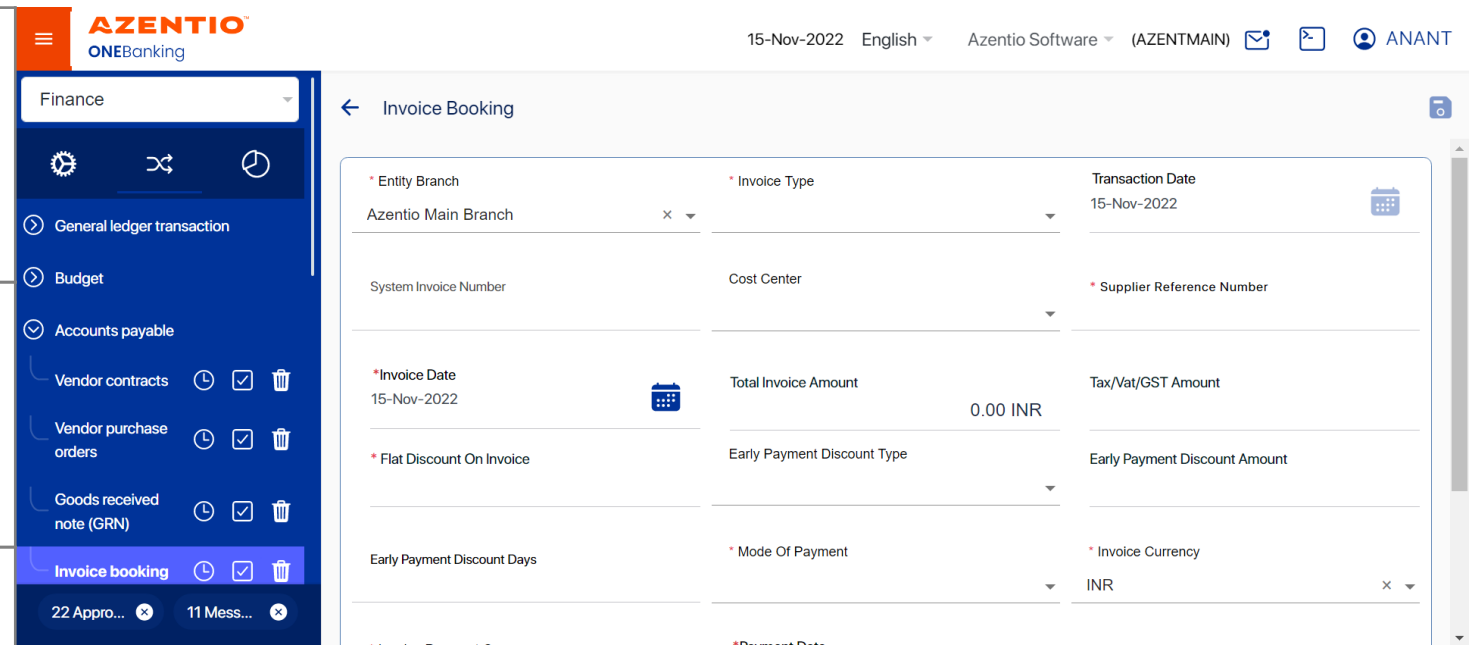 AZENTIO™
ONEBanking
15-Nov-2022 English Azentio Software (AZENTMAIN) ANANT
Finance
Invoice Booking
General ledger transaction
Budget
Accounts payable
Vendor contracts
Vendor purchase
orders
Goods received
note (GRN)
Invoice booking
22 Appro...
11 Mess...
* Entity Branch
Azentio Main Branch
* Invoice Type
Transaction Date
15-Nov-2022
System Invoice Number
Cost Center
* Supplier Reference Number
*Invoice Date
15-Nov-2022
Total Invoice Amount
0.00 INR
Tax/Vat/GST Amount
* Flat Discount On Invoice
Early Payment Discount Type
Early Payment Discount Amount
Early Payment Discount Days
* Mode Of Payment
* Invoice Currency
INR
*Payment Date